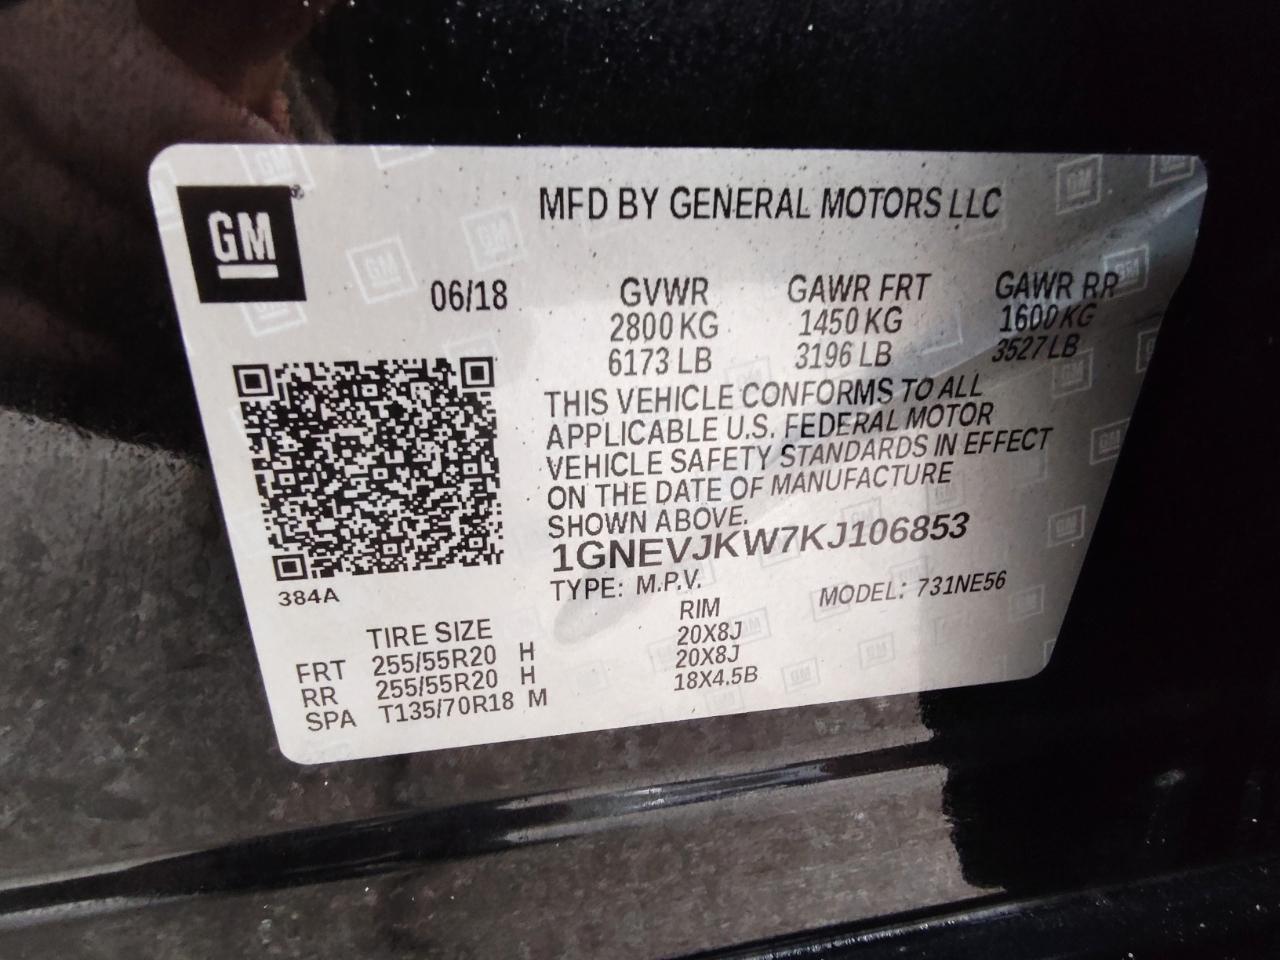 GM
MFD BY GENERAL MOTORS LLC
06/18
GVWR GAWR FRT GAWR RR
2800 KG 1450 KG 1600 KG
6173 LB 3196 LB 3527 LB
THIS VEHICLE CONFORMS TO ALL
APPLICABLE U.S. FEDERAL MOTOR
VEHICLE SAFETY STANDARDS IN EFFECT
ON THE DATE OF MANUFACTURE
SHOWN ABOVE.
1GNEVJKW7KJ106853
TYPE: M.P.V. MODEL: 731NE56
384A
TIRE SIZE RIM
FRT 255/55R20 H 20X8J
RR 255/55R20 H 20X8J
SPA T135/70R18 M 18X4.5B